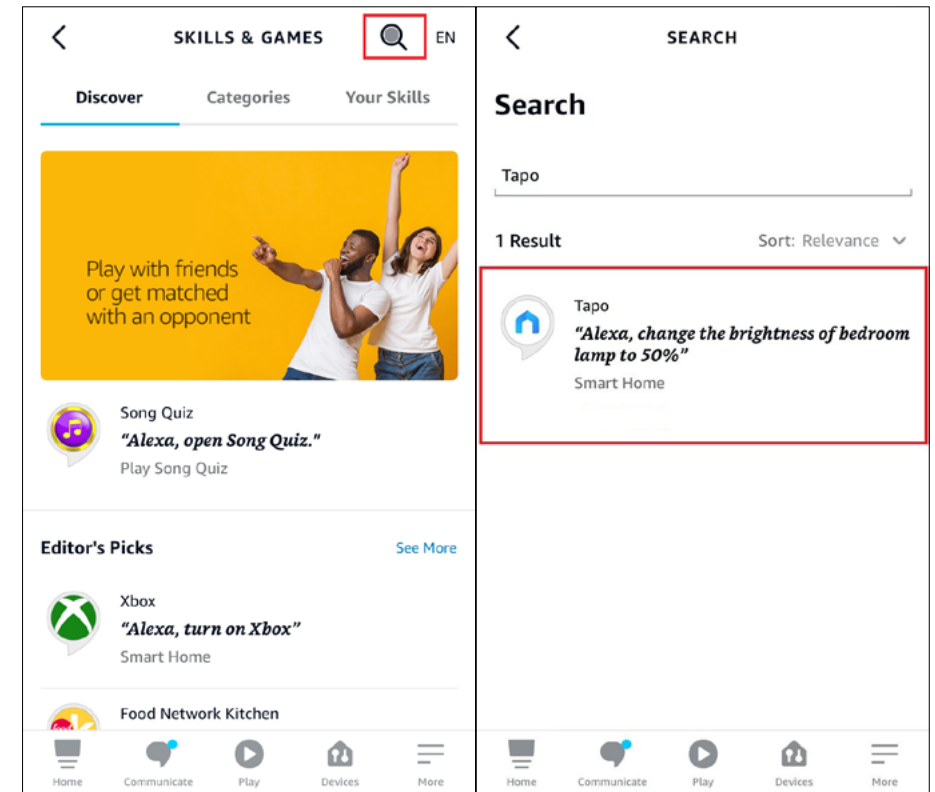 SKILLS & GAMES
EN
Discover
Categories
Your Skills
Play with friends
or get matched
with an opponent
Song Quiz
“Alexa, open Song Quiz."
Play Song Quiz
Editor's Picks
See More
Xbox
“Alexa, turn on Xbox”
Smart Home
Food Network Kitchen
food
Home
Communicate
Play
Devices
More
SEARCH
Search
Tapo
1 Result
Sort: Relevance
Tapo
“Alexa, change the brightness of bedroom
lamp to 50%”
Smart Home
Home
Communicate
Play
Devices
More